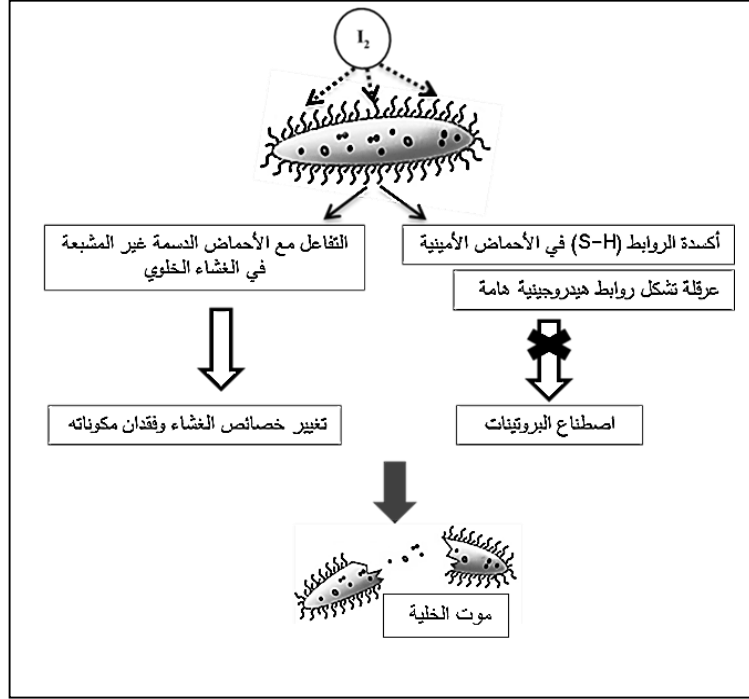 I₂
أكسدة الروابط (S-H) في الأحماض الأمينية
عرقلة تشكل روابط هيدروجينية هامة
التفاعل مع الأحماض الدسمة غير المشبعة
في الغشاء الخلوي
اصطناع البروتينات
تغيير خصائص الغشاء وفقدان مكوناته
موت الخلية